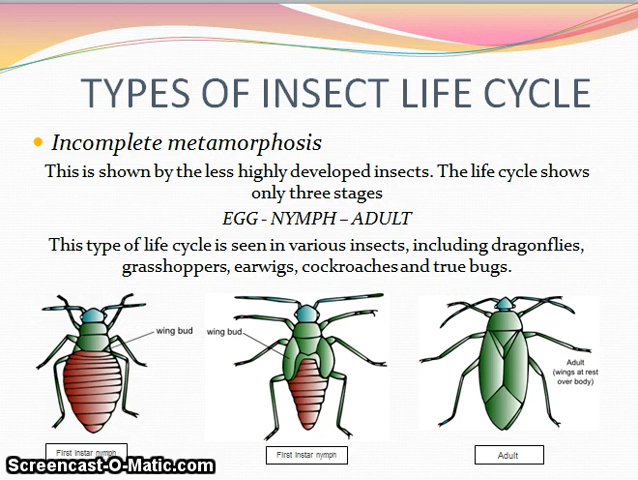 TYPES OF INSECT LIFE CYCLE
Incomplete metamorphosis
This is shown by the less highly developed insects. The life cycle shows
only three stages
EGG - NYMPH – ADULT
This type of life cycle is seen in various insects, including dragonflies,
grasshoppers, earwigs, cockroaches and true bugs.
wing bud
wing bud
Adult
(wings at rest
over body)
First instar nymph
First instar nymph
Adult
Screencast-O-Matic.com